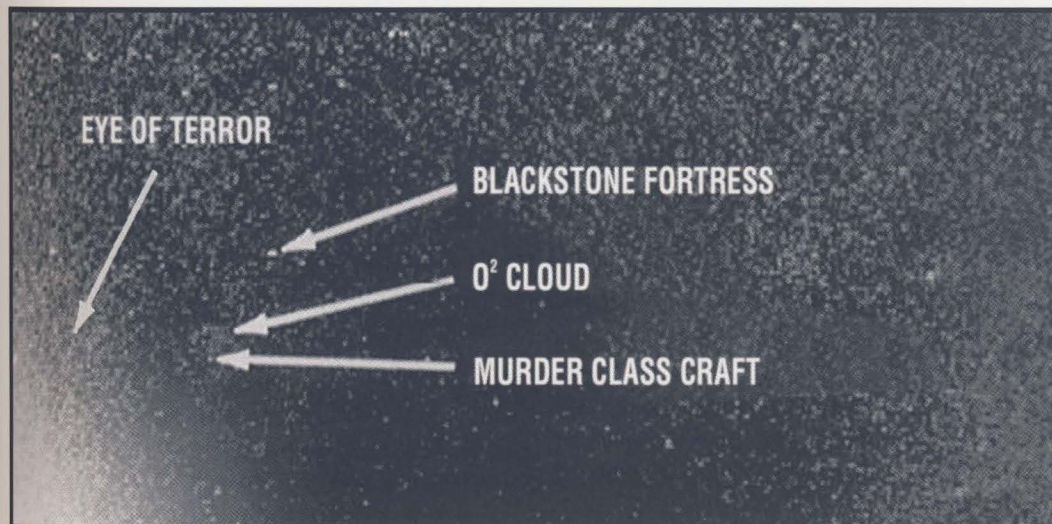 EYE OF TERROR
BLACKSTONE FORTRESS
O² CLOUD
MURDER CLASS CRAFT